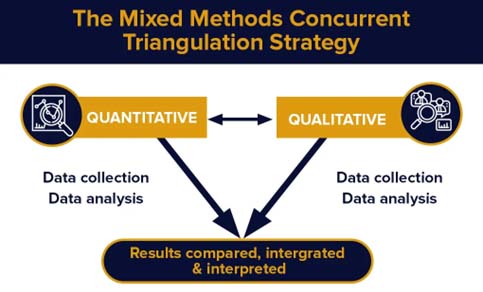 The Mixed Methods Concurrent
Triangulation Strategy
QUANTITATIVE
QUALITATIVE
Data collection
Data analysis
Data collection
Data analysis
Results compared, intergrated
& interpreted